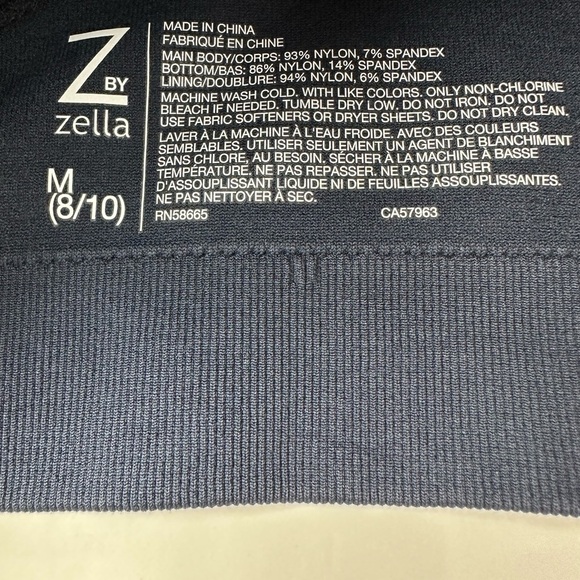 Z BY
zella
M
(8/10)
MADE IN CHINA
FABRIQUÉ EN CHINE
MAIN BODY/CORPS: 93% NYLON, 7% SPANDEX
BOTTOM/BAS: 86% NYLON, 14% SPANDEX
LINING/DOUBLURE: 94% NYLON, 6% SPANDEX
MACHINE WASH COLD. WITH LIKE COLORS. ONLY NON-CHLORINE
BLEACH IF NEEDED. TUMBLE DRY LOW. DO NOT IRON. DO NOT
USE FABRIC SOFTENERS OR DRYER SHEETS. DO NOT DRY CLEAN.
LAVER À LA MACHINE À L'EAU FROIDE. AVEC DES COULEURS
SEMBLABLES. UTILISER SEULEMENT UN AGENT DE BLANCHIMENT
SANS CHLORE, AU BESOIN. SÉCHER À LA MACHINE À BASSE
TEMPÉRATURE. NE PAS REPASSER. NE PAS UTILISER
D'ASSOUPLISSANT LIQUIDE NI DE FEUILLES ASSOUPLISSANTES.
NE PAS NETTOYER À SEC.
RN58665 CA57963